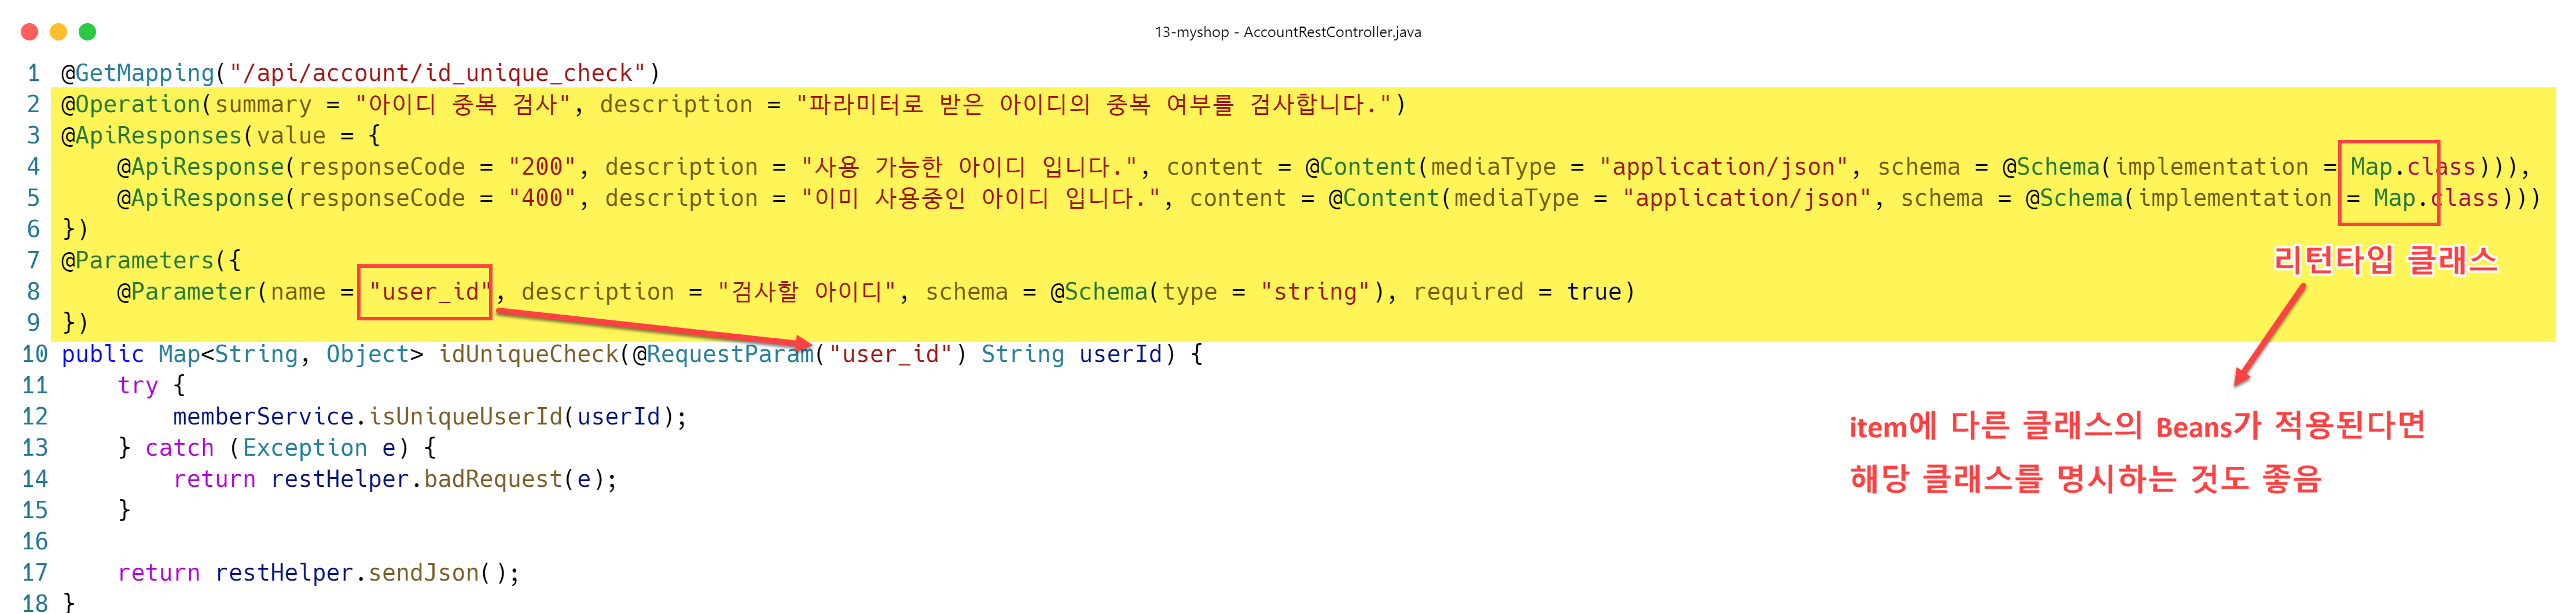 13-myshop - AccountRestController.java
1 @GetMapping("/api/account/id_unique_check")
2 @Operation(summary = "아이디 중복 검사", description = "파라미터로 받은 아이디의 중복 여부를 검사합니다.")
3 @ApiResponses(value = {
4     @ApiResponse(responseCode = "200", description = "사용 가능한 아이디 입니다.", content = @Content(mediaType = "application/json", schema = @Schema(implementation = Map.class))),
5     @ApiResponse(responseCode = "400", description = "이미 사용중인 아이디 입니다.", content = @Content(mediaType = "application/json", schema = @Schema(implementation = Map.class)))
6 })
7 @Parameters({
리턴타입 클래스
8     @Parameter(name = "user_id", description = "검사할 아이디", schema = @Schema(type = "string"), required = true)
9 })
10 public Map<String, Object> idUniqueCheck(@RequestParam("user_id") String userId) {
11     try {
12         memberService.isUniqueUserId(userId);
item에 다른 클래스의 Beans가 적용된다면
13     } catch (Exception e) {
14         return restHelper.badRequest(e);
해당 클래스를 명시하는 것도 좋음
15     }
16
17     return restHelper.sendJson();
18 }